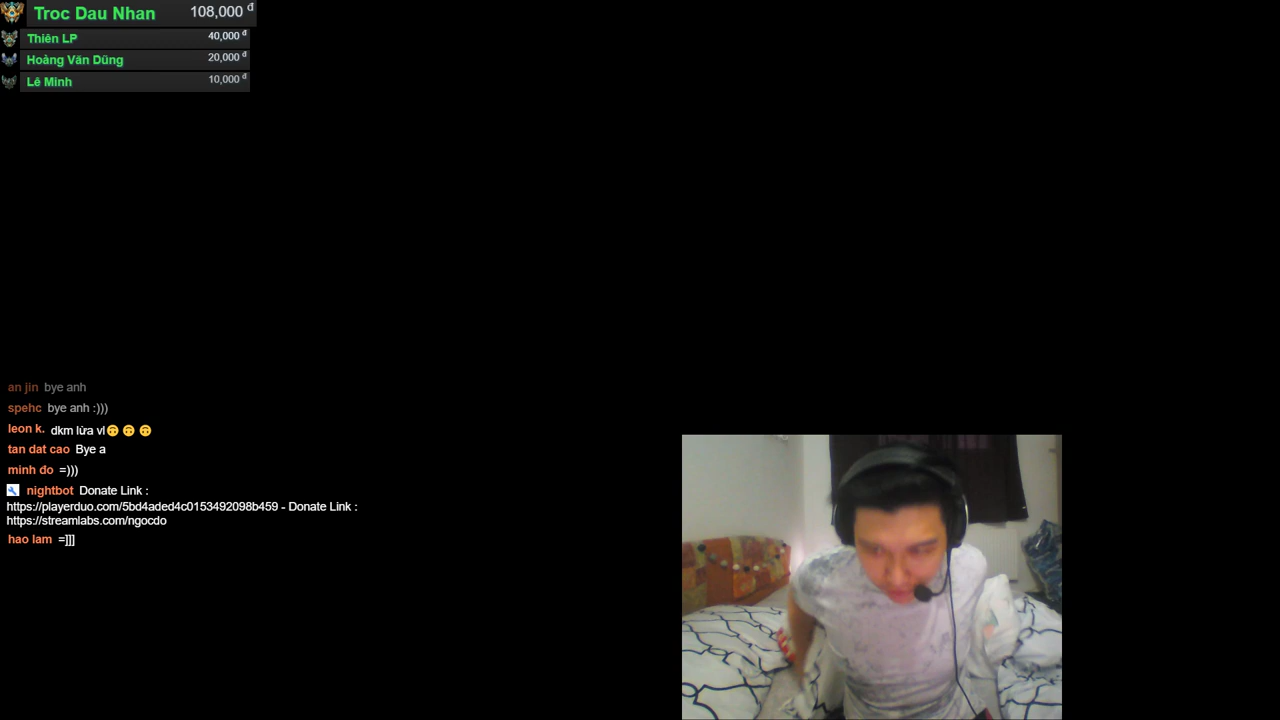 Troc Dau Nhan 108,000 đ
Thiên LP 40,000 đ
Hoàng Văn Dũng 20,000 đ
Lê Minh 10,000 đ
an jin bye anh
spehc bye anh :)))
leon k. dkm lừa vl🙃 🙃 🙃
tan dat cao Bye a
minh đo =)))
nightbot Donate Link :
https://playerduo.com/5bd4aded4c0153492098b459 - Donate Link :
https://streamlabs.com/ngocdo
hao lam =]]]